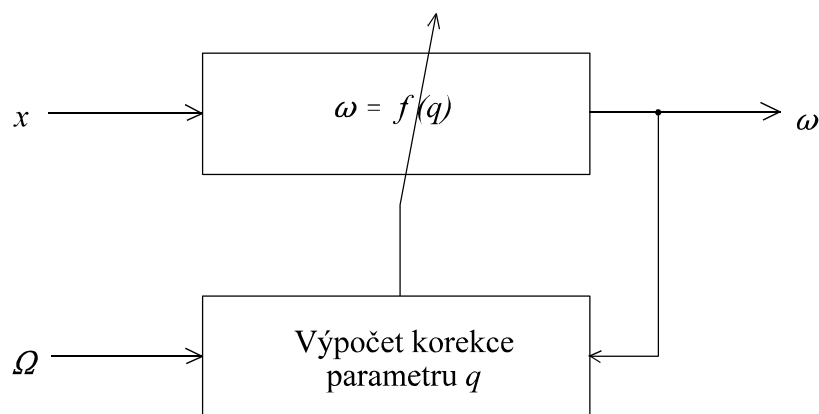 x
ω = f(q)
ω
Ω
Výpočet korekce
parametru q